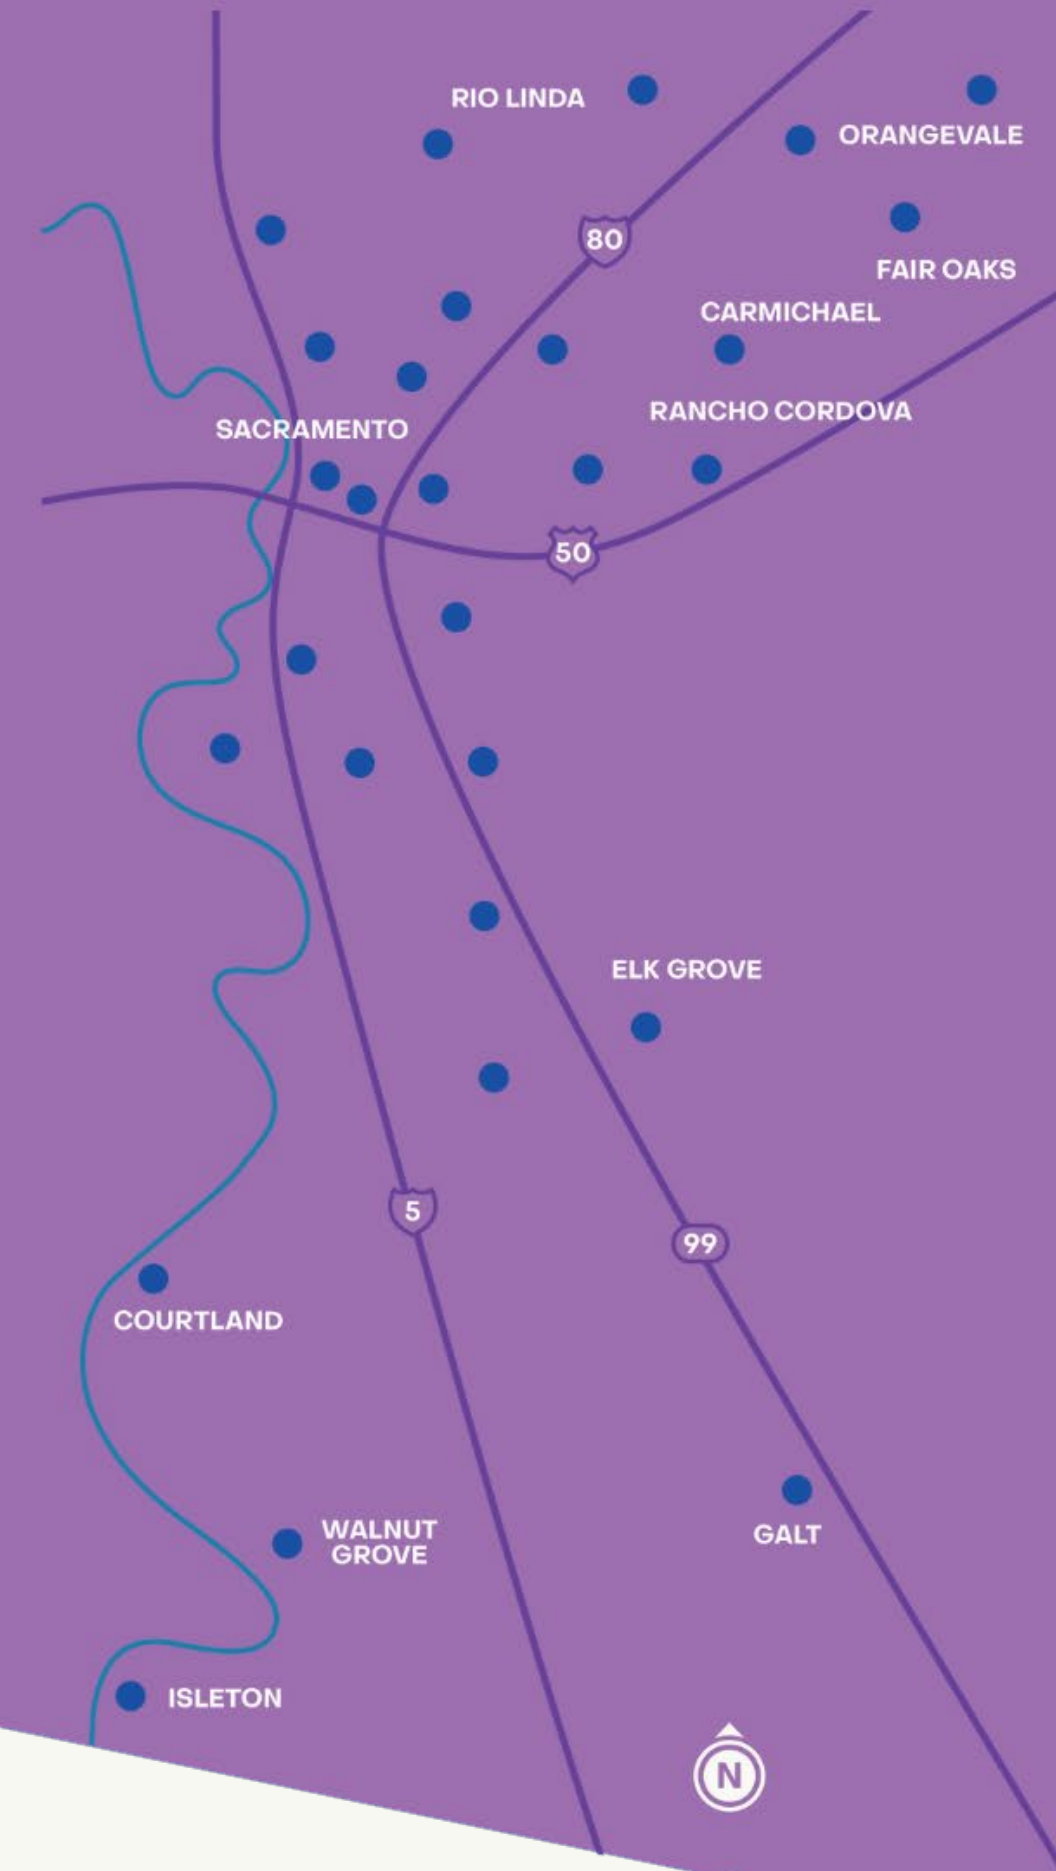 RIO LINDA
ORANGEVALE
80
FAIR OAKS
CARMICHAEL
RANCHO CORDOVA
SACRAMENTO
50
ELK GROVE
5
99
COURTLAND
WALNUT
GROVE
GALT
ISLETON
N